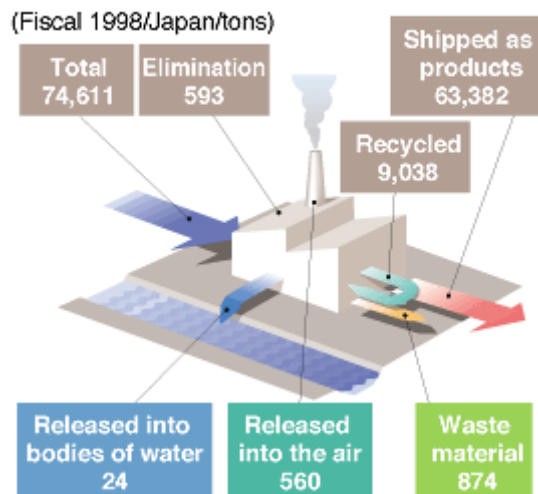 (Fiscal 1998/Japan/tons)
Total
74,611
Elimination
593
Shipped as
products
63,382
Recycled
9,038
Released into
bodies of water
24
Released
into the air
560
Waste
material
874